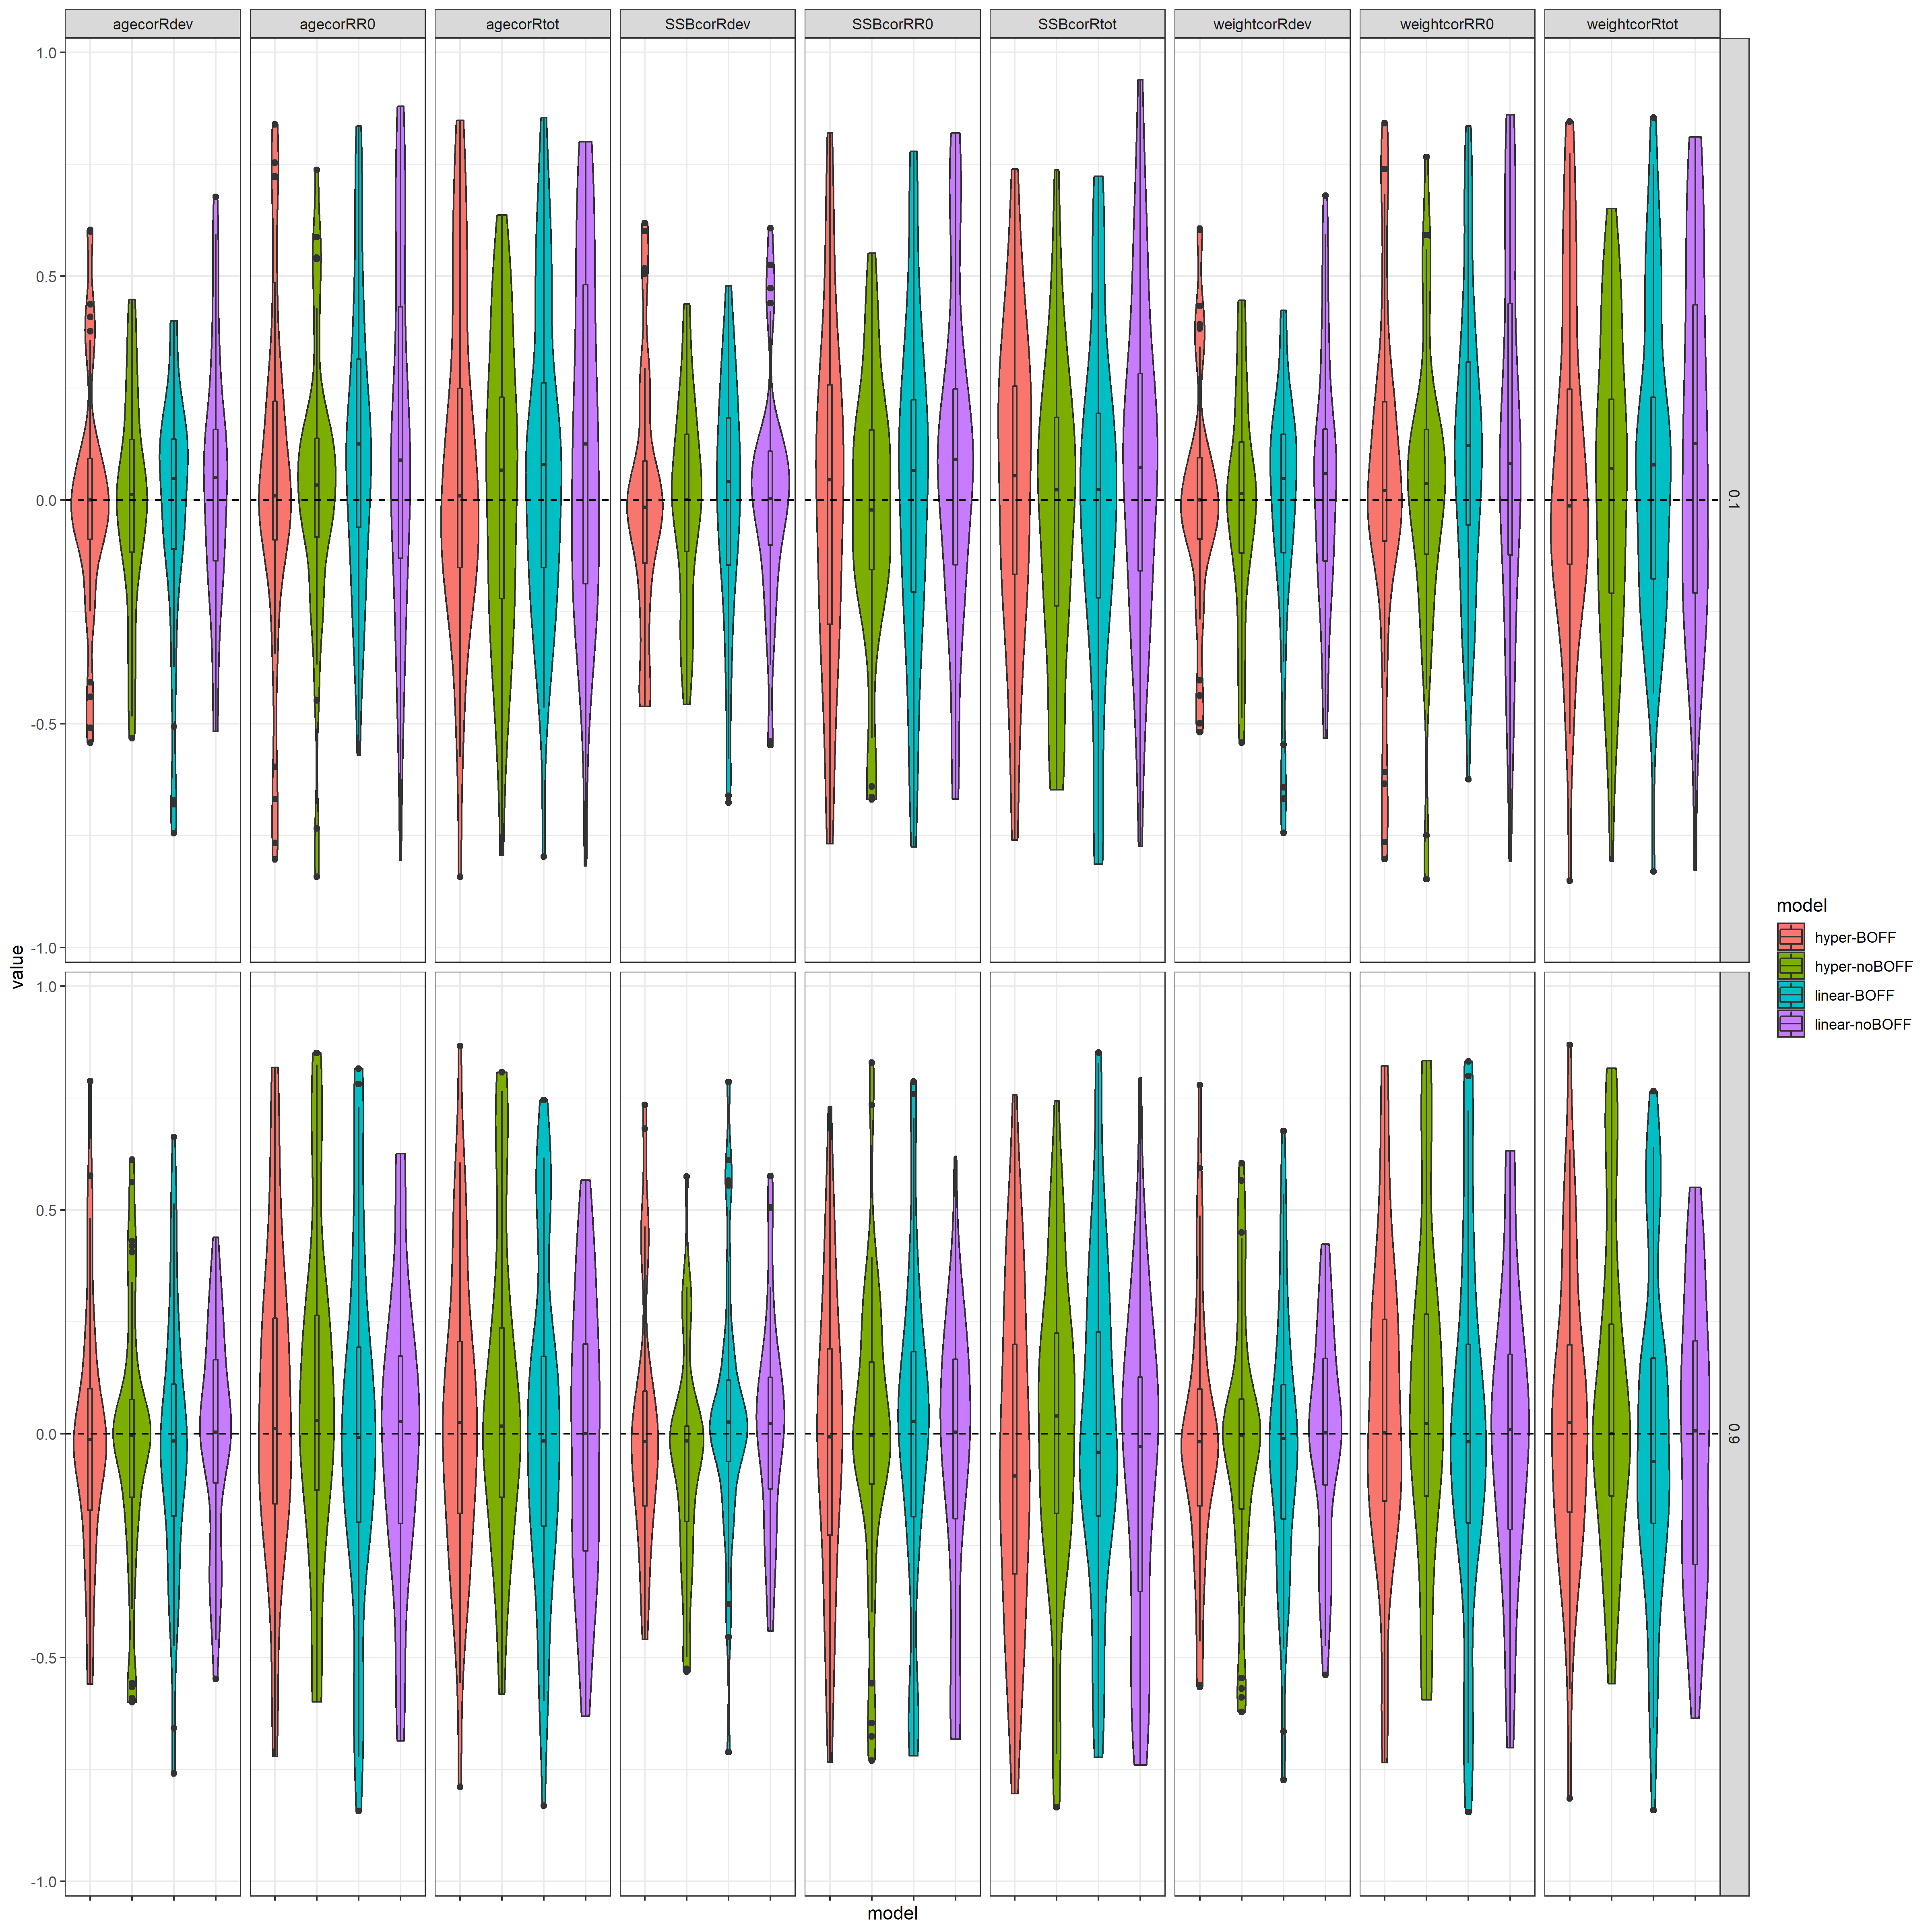 agecorRdev agecorRR0 agecorRtot SSBcorRdev SSBcorRR0 SSBcorRtot weightcorRdev weightcorRR0 weightcorRtot
1.0
0.5
0.0
-0.5
-1.0
0.1
1.0
0.5
0.0
-0.5
-1.0
0.9
value
model
model
hyper-BOFF
hyper-noBOFF
linear-BOFF
linear-noBOFF